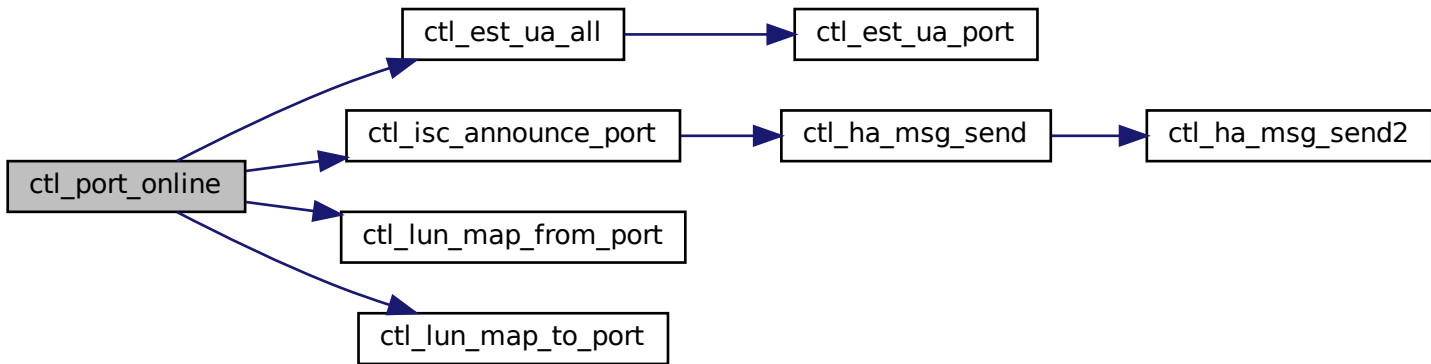 ctl_est_ua_all
ctl_est_ua_port
ctl_isc_announce_port
ctl_ha_msg_send
ctl_ha_msg_send2
ctl_port_online
ctl_lun_map_from_port
ctl_lun_map_to_port